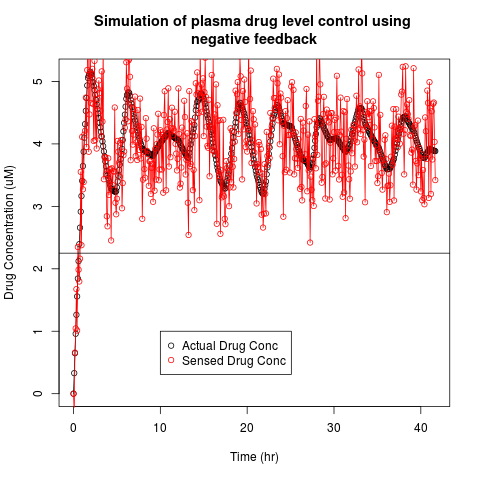 Simulation of plasma drug level control using
negative feedback
Drug Concentration (uM)
5
4
3
2
1
0
Actual Drug Conc
Sensed Drug Conc
0 10 20 30 40
Time (hr)